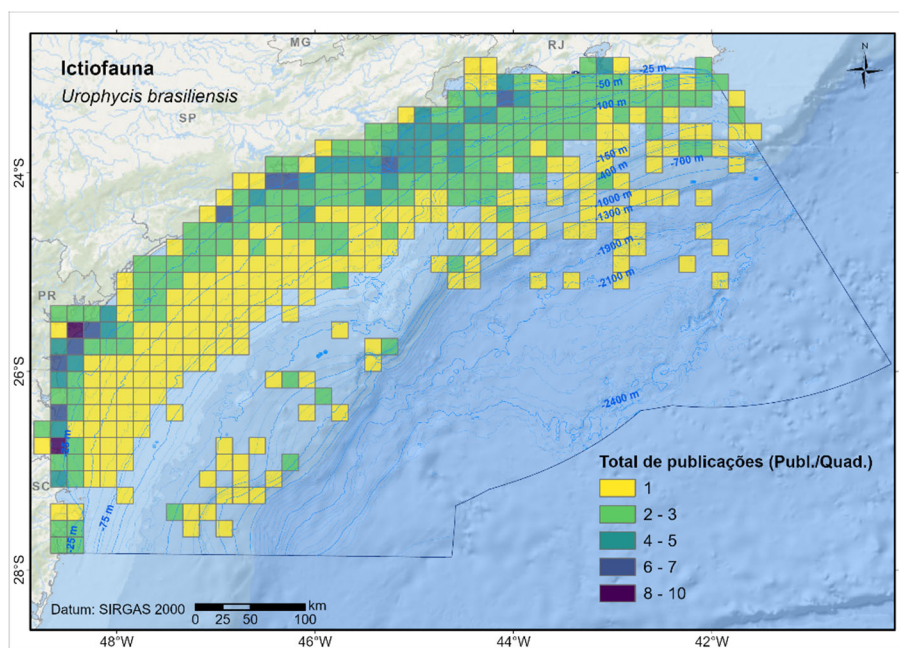 MG
RJ
N
Ictiofauna
Urophycis brasiliensis
SP
-25 m
-50 m
-100 m
24°S
-150 m
-700 m
-400 m
-1000 m
-1300 m
-1900 m
-2100 m
PR
26°S
-2400 m
Total de publicações (Publ./Quad.)
1
2 - 3
4 - 5
6 - 7
8 - 10
SC
-75 m
-25 m
28°S
Datum: SIRGAS 2000
km
0 25 50 100
48°W 46°W 44°W 42°W